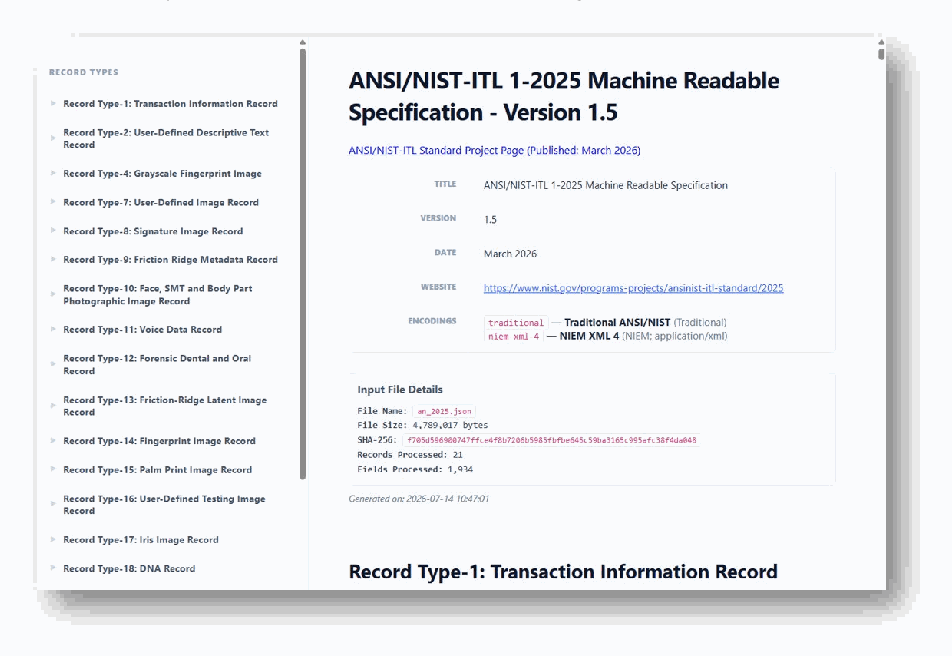 RECORD TYPES
Record Type-1: Transaction Information Record
Record Type-2: User-Defined Descriptive Text
Record
Record Type-4: Grayscale Fingerprint Image
Record Type-7: User-Defined Image Record
Record Type-8: Signature Image Record
Record Type-9: Friction Ridge Metadata Record
Record Type-10: Face, SMT and Body Part
Photographic Image Record
Record Type-11: Voice Data Record
Record Type-12: Forensic Dental and Oral
Record
Record Type-13: Friction-Ridge Latent Image
Record
Record Type-14: Fingerprint Image Record
Record Type-15: Palm Print Image Record
Record Type-16: User-Defined Testing Image
Record
Record Type-17: Iris Image Record
Record Type-18: DNA Record
ANSI/NIST-ITL 1-2025 Machine Readable
Specification - Version 1.5
ANSI/NIST-ITL Standard Project Page (Published: March 2026)
TITLE ANSI/NIST-ITL 1-2025 Machine Readable Specification
VERSION 1.5
DATE March 2026
WEBSITE https://www.nist.gov/programs-projects/ansinist-itl-standard/2025
ENCODINGS traditional — Traditional ANSI/NIST (Traditional)
niem xml 4 — NIEM XML 4 (NIEM; application/xml)
Input File Details
File Name: an_2025.json
File Size: 4,789,017 bytes
SHA-256:
Records Processed: 21
Fields Processed: 1,934
Generated on: 2026-07-14 10:47:01
Record Type-1: Transaction Information Record